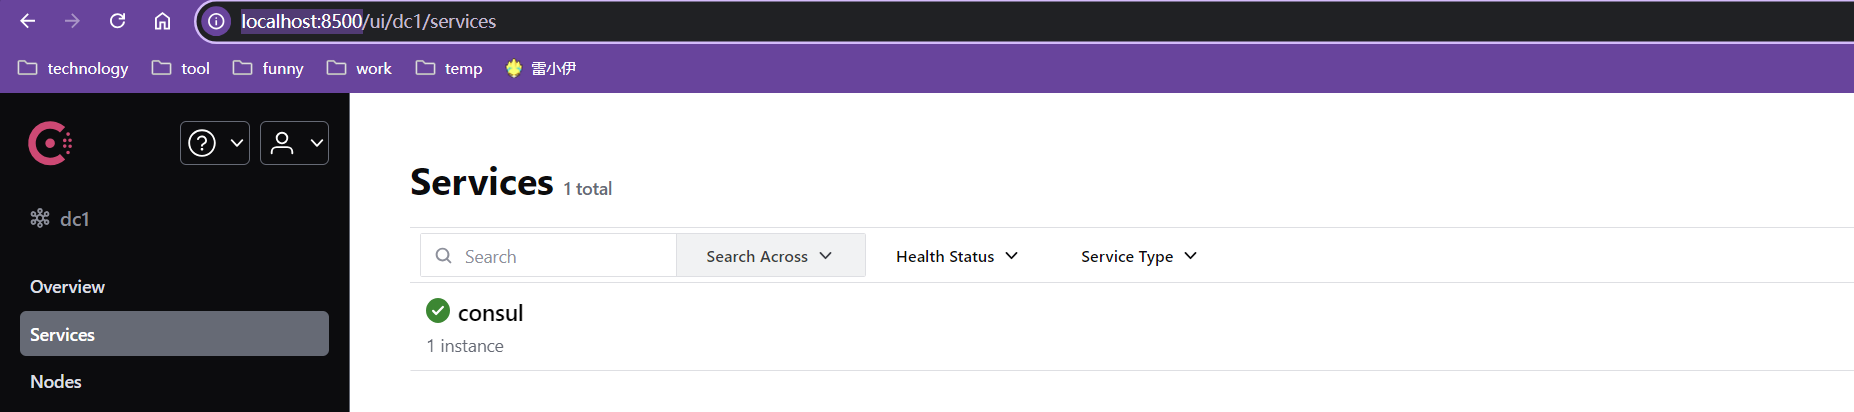 localhost:8500/ui/dc1/services
technology tool funny work temp 雷小伊
dc1
Overview
Services
Nodes
Services 1 total
Search Search Across Health Status Service Type
consul
1 instance